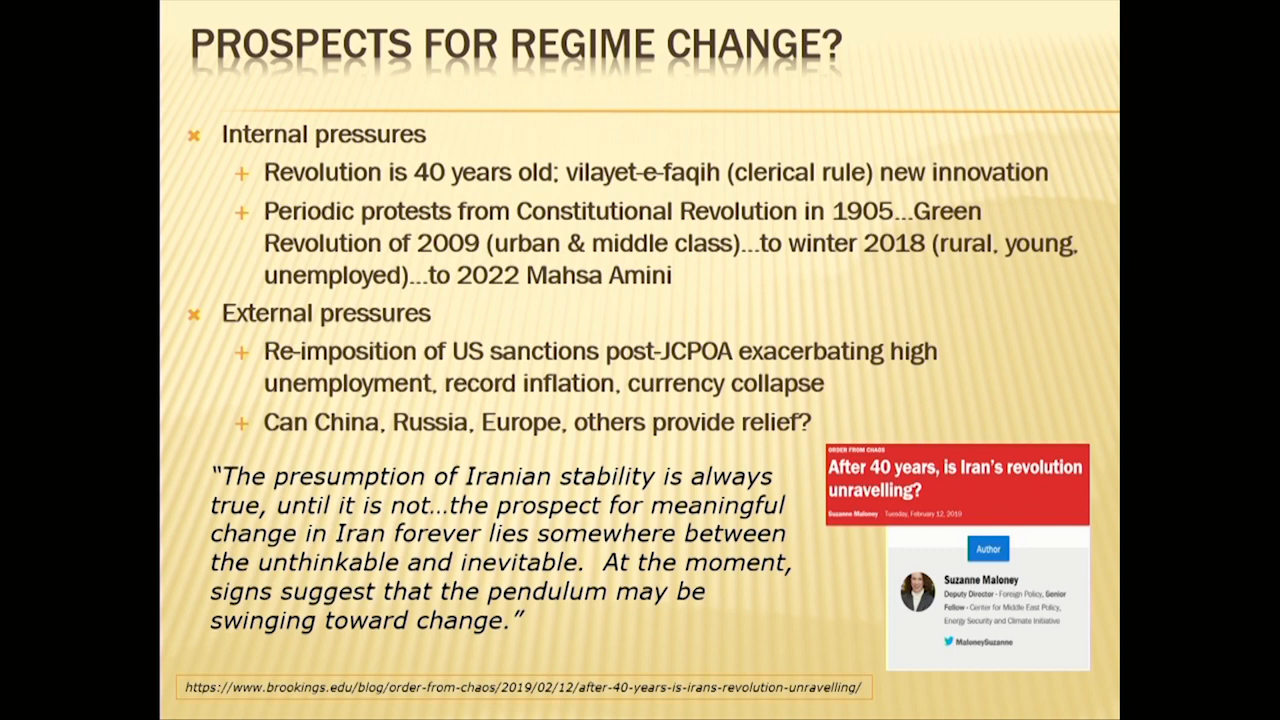 PROSPECTS FOR REGIME CHANGE?
Internal pressures
Revolution is 40 years old; vilayet-e-faqih (clerical rule) new innovation
Periodic protests from Constitutional Revolution in 1905...Green
Revolution of 2009 (urban & middle class)...to winter 2018 (rural, young,
unemployed)...to 2022 Mahsa Amini
External pressures
Re-imposition of US sanctions post-JCPOA exacerbating high
unemployment, record inflation, currency collapse
Can China, Russia, Europe, others provide relief?
“The presumption of Iranian stability is always
true, until it is not…the prospect for meaningful
change in Iran forever lies somewhere between
the unthinkable and inevitable. At the moment,
signs suggest that the pendulum may be
swinging toward change.”
ORDER FROM CHAOS
After 40 years, is Iran's revolution
unravelling?
Suzanne Maloney Tuesday, February 12, 2019
Author
Suzanne Maloney
Deputy Director - Foreign Policy, Senior
Fellow - Center for Middle East Policy,
Energy Security and Climate Initiative
MaloneySuzanne
https://www.brookings.edu/blog/order-from-chaos/2019/02/12/after-40-years-is-irans-revolution-unravelling/